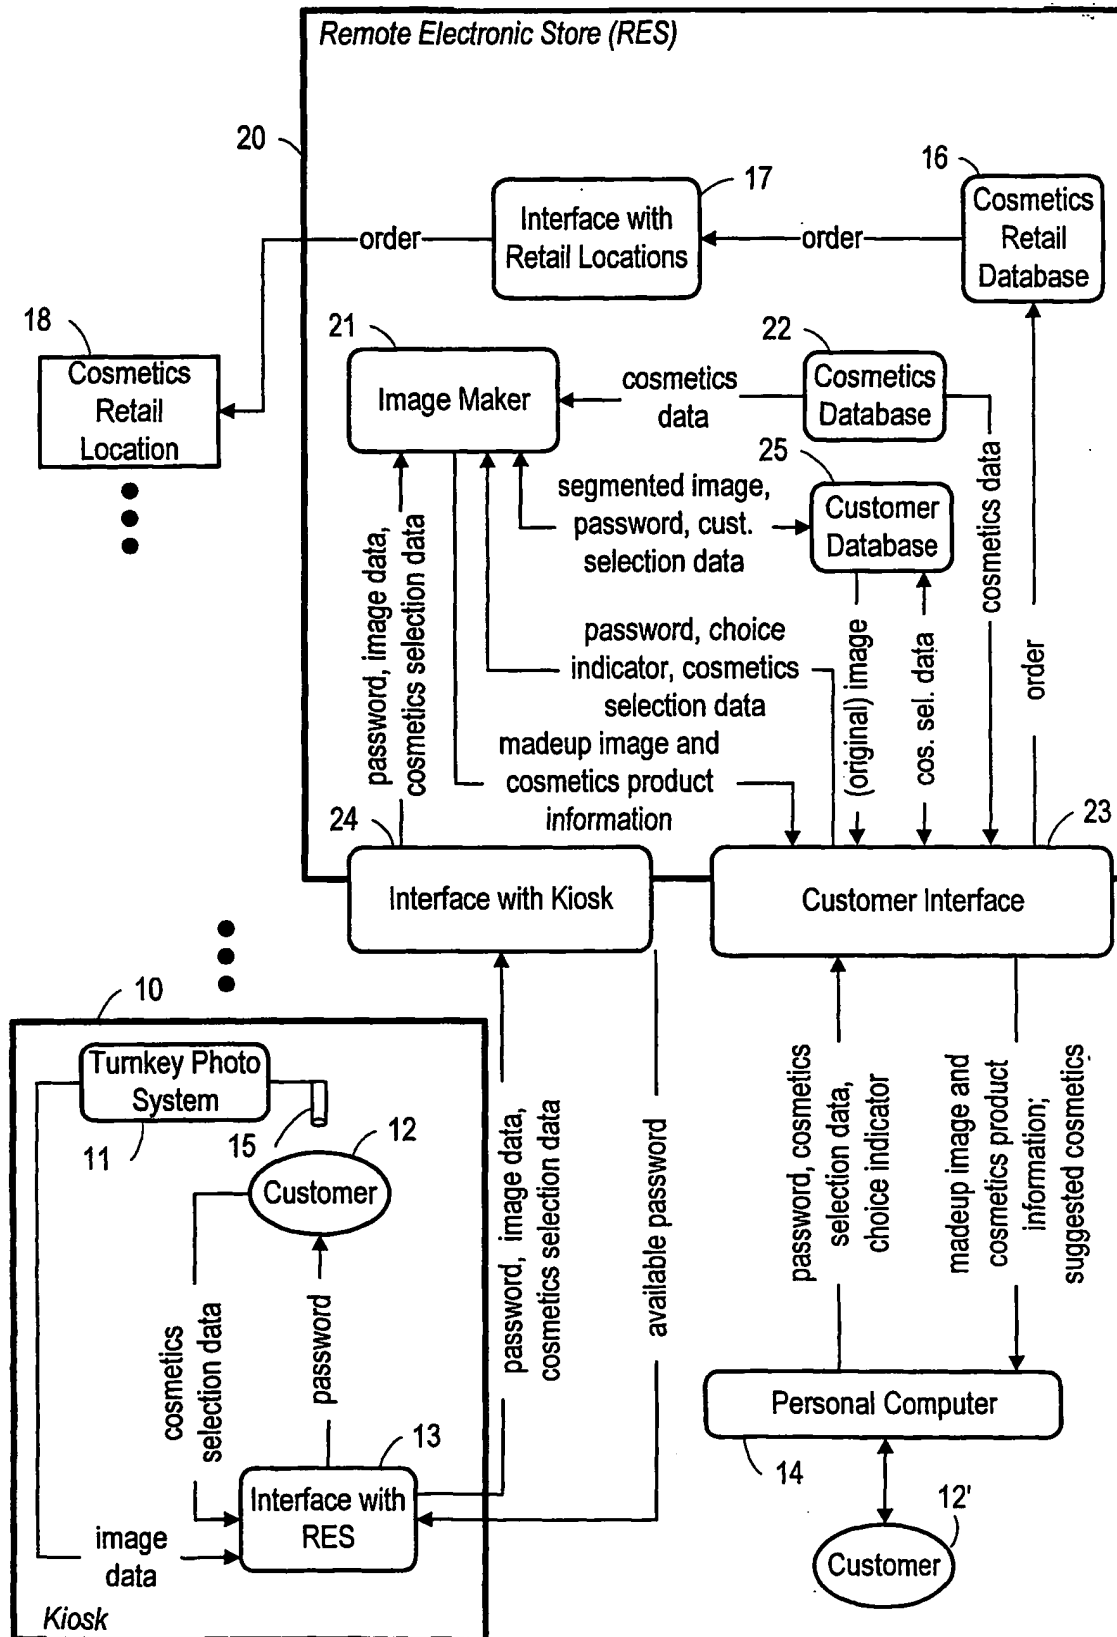 Remote Electronic Store (RES)
20
17
16
Interface with
Retail Locations
Cosmetics
Retail
Database
order
order
18
Cosmetics
Retail
Location
21
Image Maker
cosmetics
data
22
Cosmetics
Database
25
Customer
Database
segmented image,
password, cust.
selection data
cosmetics data
password, image data,
cosmetics selection data
password, choice
indicator, cosmetics
selection data
madeup image and
cosmetics product
information
(original) image
cos. sel. data
order
24
Interface with Kiosk
23
Customer Interface
10
Turnkey Photo
System
11
15
12
Customer
cosmetics
selection data
password
password, image data,
cosmetics selection data
available password
password, cosmetics
selection data,
choice indicator
madeup image and
cosmetics product
information;
suggested cosmetics
13
Interface with
RES
image
data
Kiosk
Personal Computer
14
12'
Customer